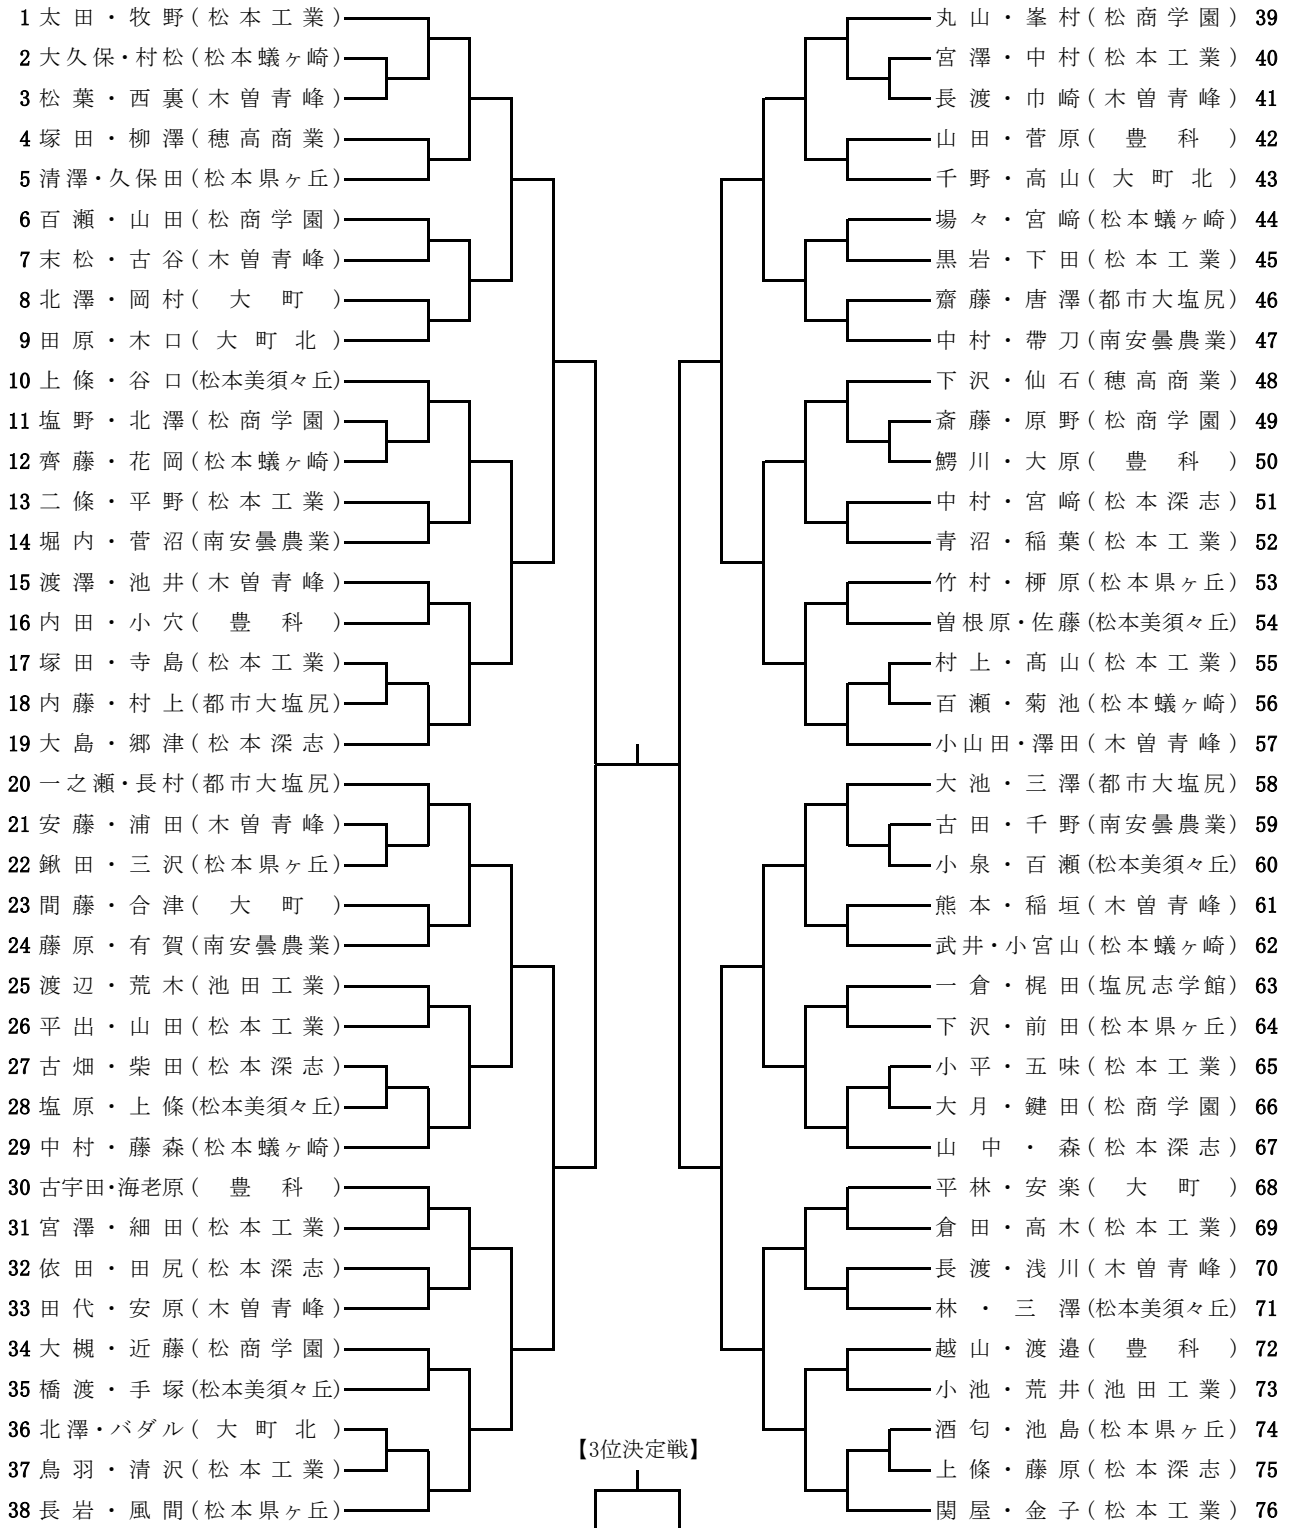 1 太田・牧野(松本工業)
2 大久保・村松(松本蟻ヶ崎)
3 松葉・西裏(木曽青峰)
4 塚田・柳澤(穂高商業)
5 清澤・久保田(松本県ヶ丘)
6 百瀬・山田(松商学園)
7 末松・古谷(木曽青峰)
8 北澤・岡村(大町)
9 田原・木口(大町北)
10 上條・谷口(松本美須々丘)
11 塩野・北澤(松商学園)
12 齊藤・花岡(松本蟻ヶ崎)
13 二條・平野(松本工業)
14 堀内・菅沼(南安曇農業)
15 渡澤・池井(木曽青峰)
16 内田・小穴(豊科)
17 塚田・寺島(松本工業)
18 内藤・村上(都市大塩尻)
19 大島・郷津(松本深志)
20 一之瀬・長村(都市大塩尻)
21 安藤・浦田(木曽青峰)
22 鍬田・三沢(松本県ヶ丘)
23 間藤・合津(大町)
24 藤原・有賀(南安曇農業)
25 渡辺・荒木(池田工業)
26 平出・山田(松本工業)
27 古畑・柴田(松本深志)
28 塩原・上條(松本美須々丘)
29 中村・藤森(松本蟻ヶ崎)
30 古宇田・海老原(豊科)
31 宮澤・細田(松本工業)
32 依田・田尻(松本深志)
33 田代・安原(木曽青峰)
34 大槻・近藤(松商学園)
35 橋渡・手塚(松本美須々丘)
36 北澤・バダル(大町北)
37 鳥羽・清沢(松本工業)
38 長岩・風間(松本県ヶ丘)
丸山・峯村(松商学園) 39
宮澤・中村(松本工業) 40
長渡・巾崎(木曽青峰) 41
山田・菅原(豊科) 42
千野・高山(大町北) 43
場々・宮﨑(松本蟻ヶ崎) 44
黒岩・下田(松本工業) 45
齋藤・唐澤(都市大塩尻) 46
中村・帶刀(南安曇農業) 47
下沢・仙石(穂高商業) 48
斎藤・原野(松商学園) 49
鰐川・大原(豊科) 50
中村・宮﨑(松本深志) 51
青沼・稲葉(松本工業) 52
竹村・栁原(松本県ヶ丘) 53
曽根原・佐藤(松本美須々丘) 54
村上・髙山(松本工業) 55
百瀬・菊池(松本蟻ヶ崎) 56
小山田・澤田(木曽青峰) 57
大池・三澤(都市大塩尻) 58
古田・千野(南安曇農業) 59
小泉・百瀬(松本美須々丘) 60
熊本・稲垣(木曽青峰) 61
武井・小宮山(松本蟻ヶ崎) 62
一倉・梶田(塩尻志学館) 63
下沢・前田(松本県ヶ丘) 64
小平・五味(松本工業) 65
大月・鍵田(松商学園) 66
山中・森(松本深志) 67
平林・安楽(大町) 68
倉田・高木(松本工業) 69
長渡・浅川(木曽青峰) 70
林・三澤(松本美須々丘) 71
越山・渡邉(豊科) 72
小池・荒井(池田工業) 73
酒匂・池島(松本県ヶ丘) 74
上條・藤原(松本深志) 75
関屋・金子(松本工業) 76
【3位決定戦】